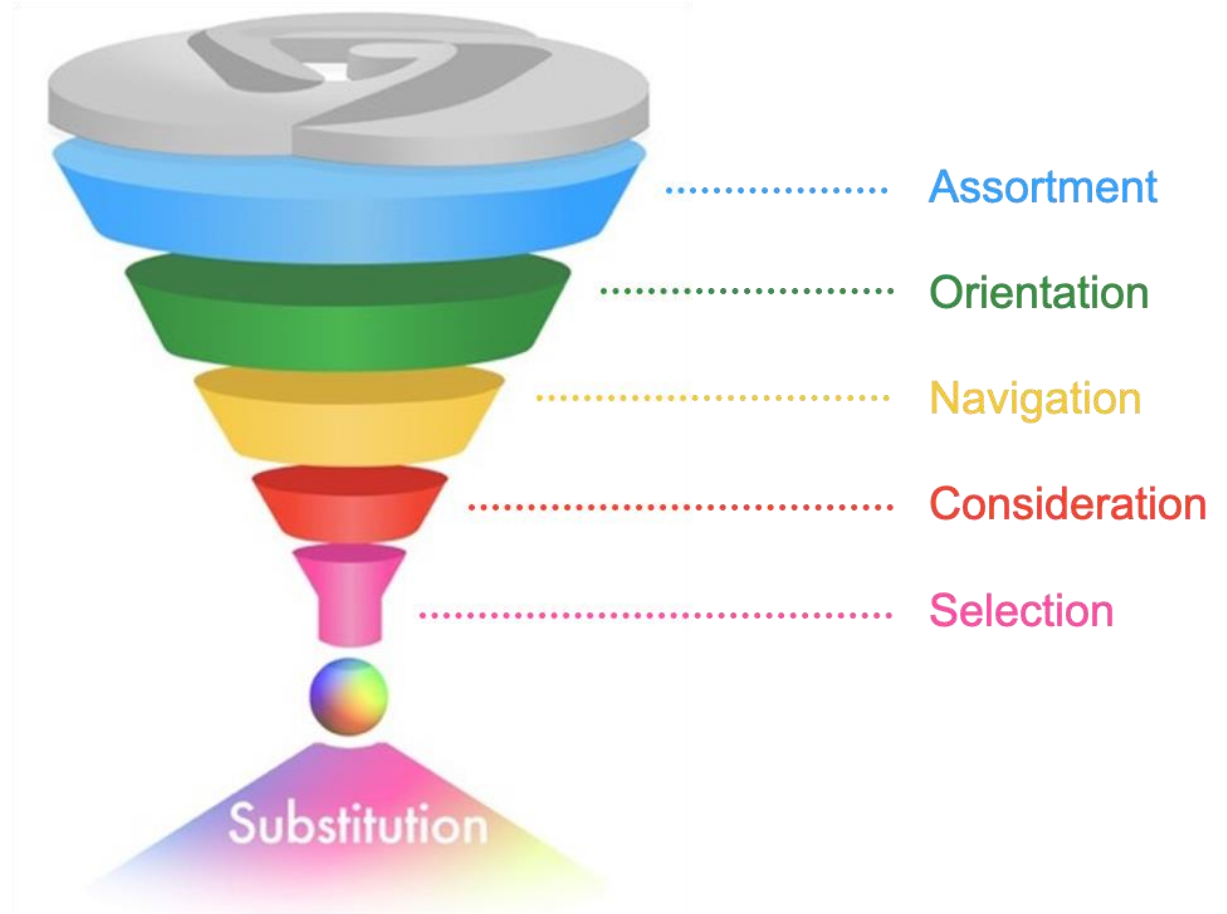 Assortment
Orientation
Navigation
Consideration
Selection
Substitution